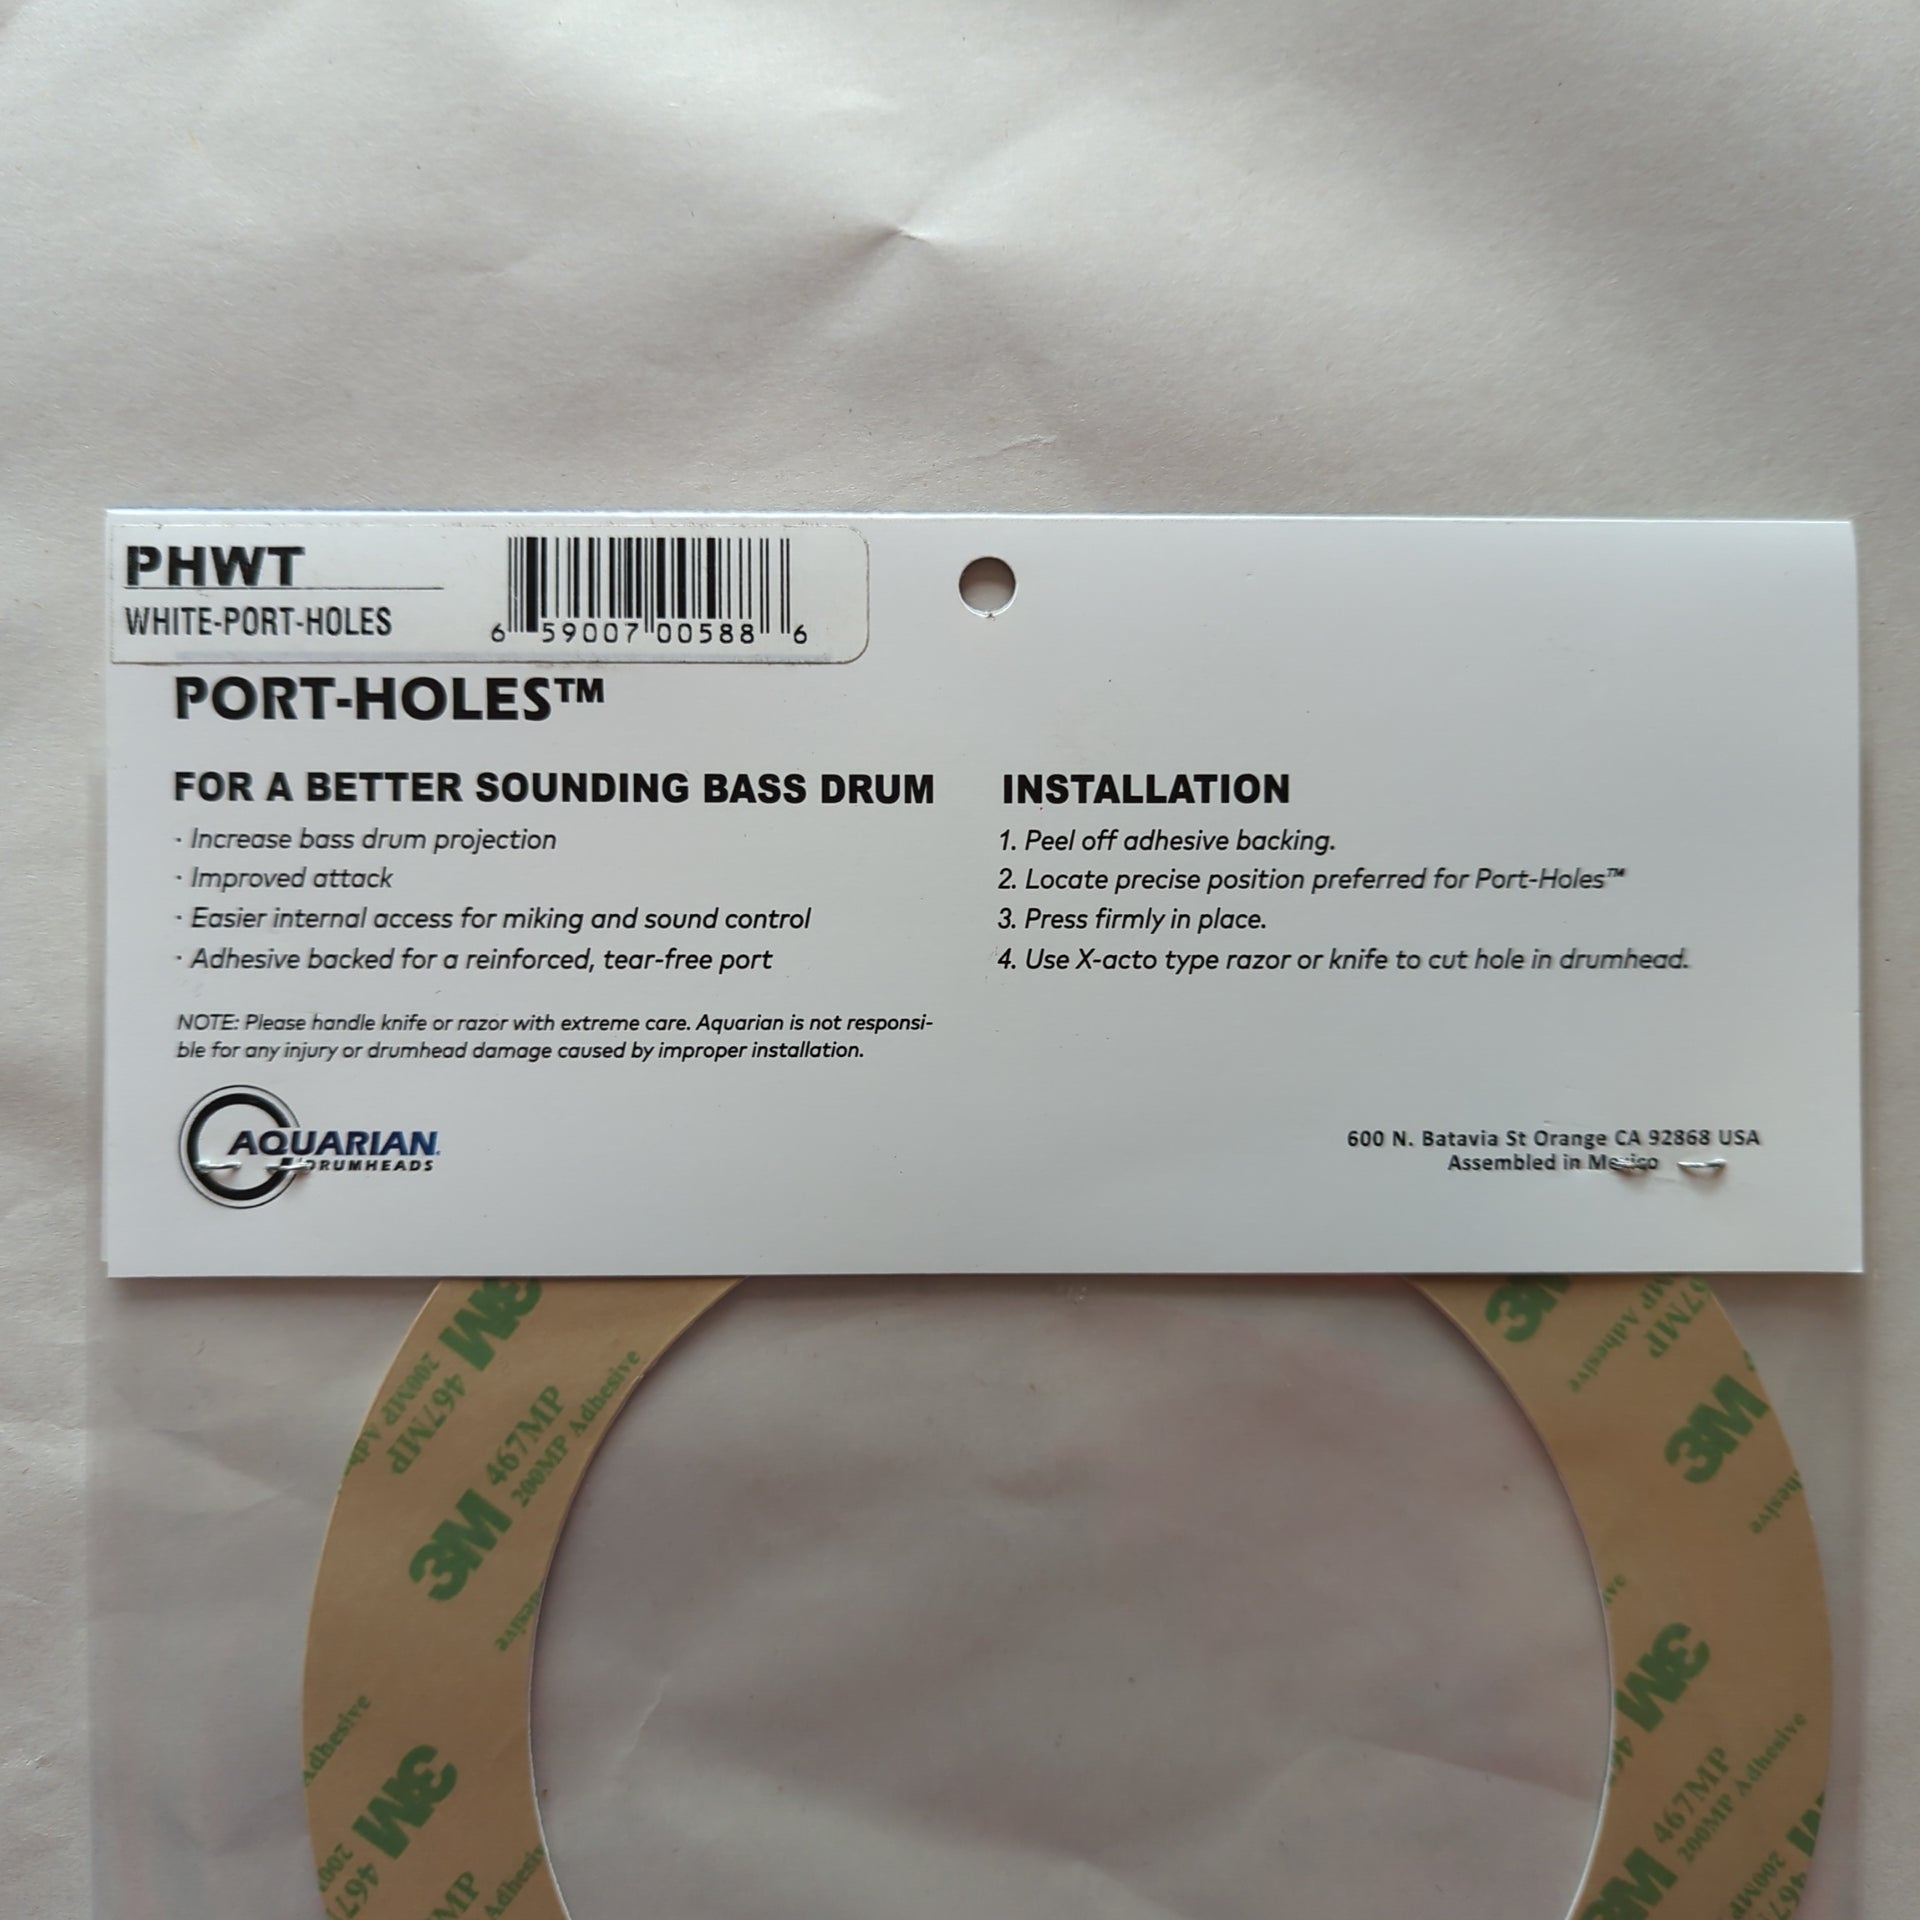 PHWT
WHITE-PORT-HOLES
6 59007 00588 6
PORT-HOLES™
FOR A BETTER SOUNDING BASS DRUM
· Increase bass drum projection
· Improved attack
· Easier internal access for miking and sound control
· Adhesive backed for a reinforced, tear-free port
NOTE: Please handle knife or razor with extreme care. Aquarian is not responsi-
ble for any injury or drumhead damage caused by improper installation.
INSTALLATION
1. Peel off adhesive backing.
2. Locate precise position preferred for Port-Holes™
3. Press firmly in place.
4. Use X-acto type razor or knife to cut hole in drumhead.
AQUARIAN
DRUMHEADS
600 N. Batavia St Orange CA 92868 USA
Assembled in Mexico
3M
467MP
200MP
3M
467MP
200MP Adhesive
Adhesive
3M
3M
Adhesive
3M
3M
467MP
200MP Adhesive
3M
200MP